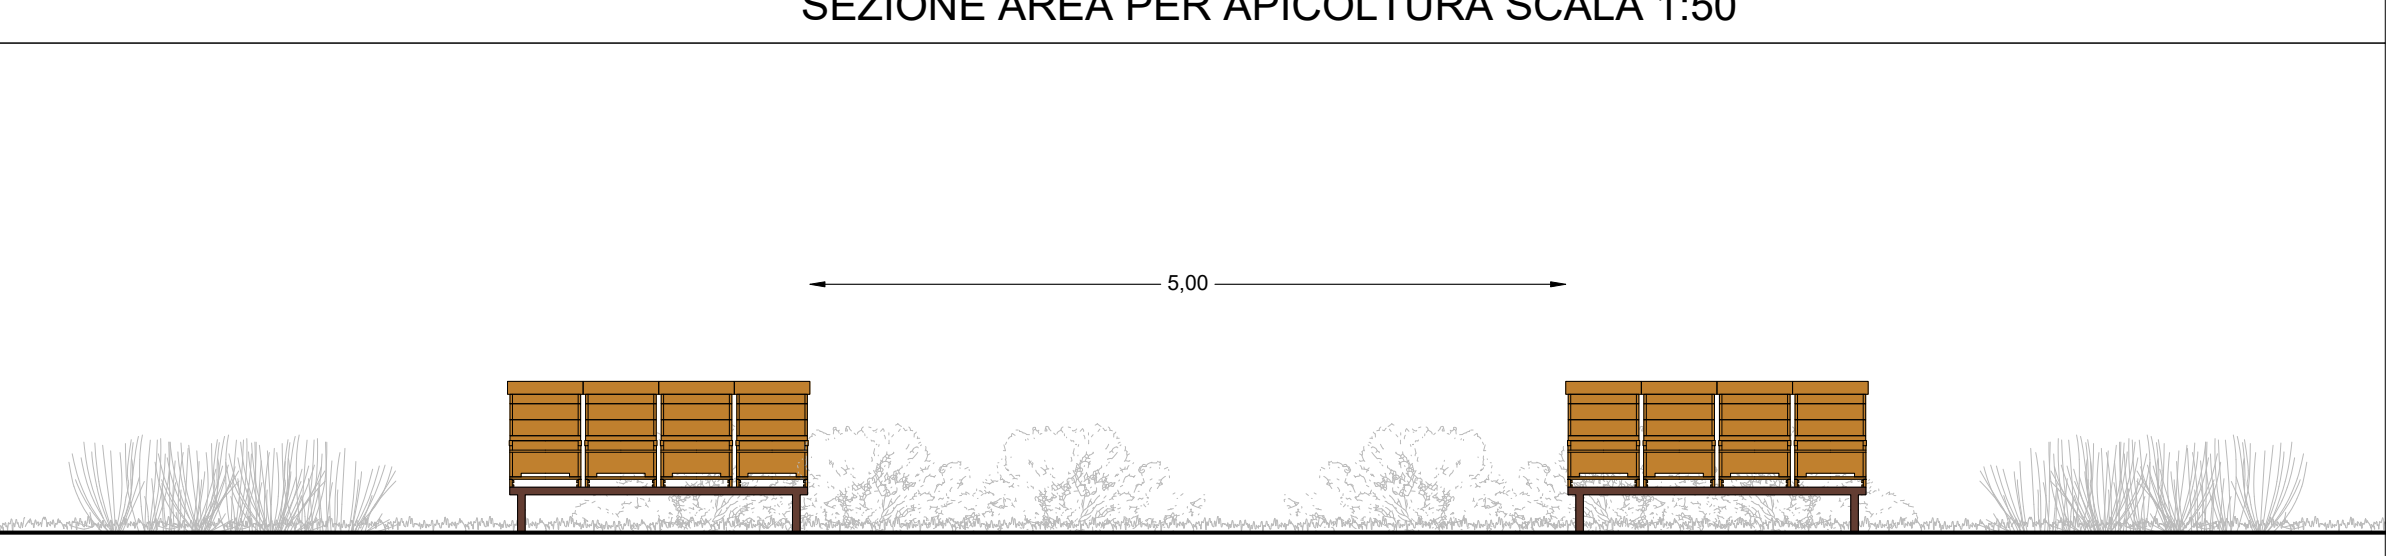 SEZIONE AREA PER APICOLTURA SCALA 1:50
5,00